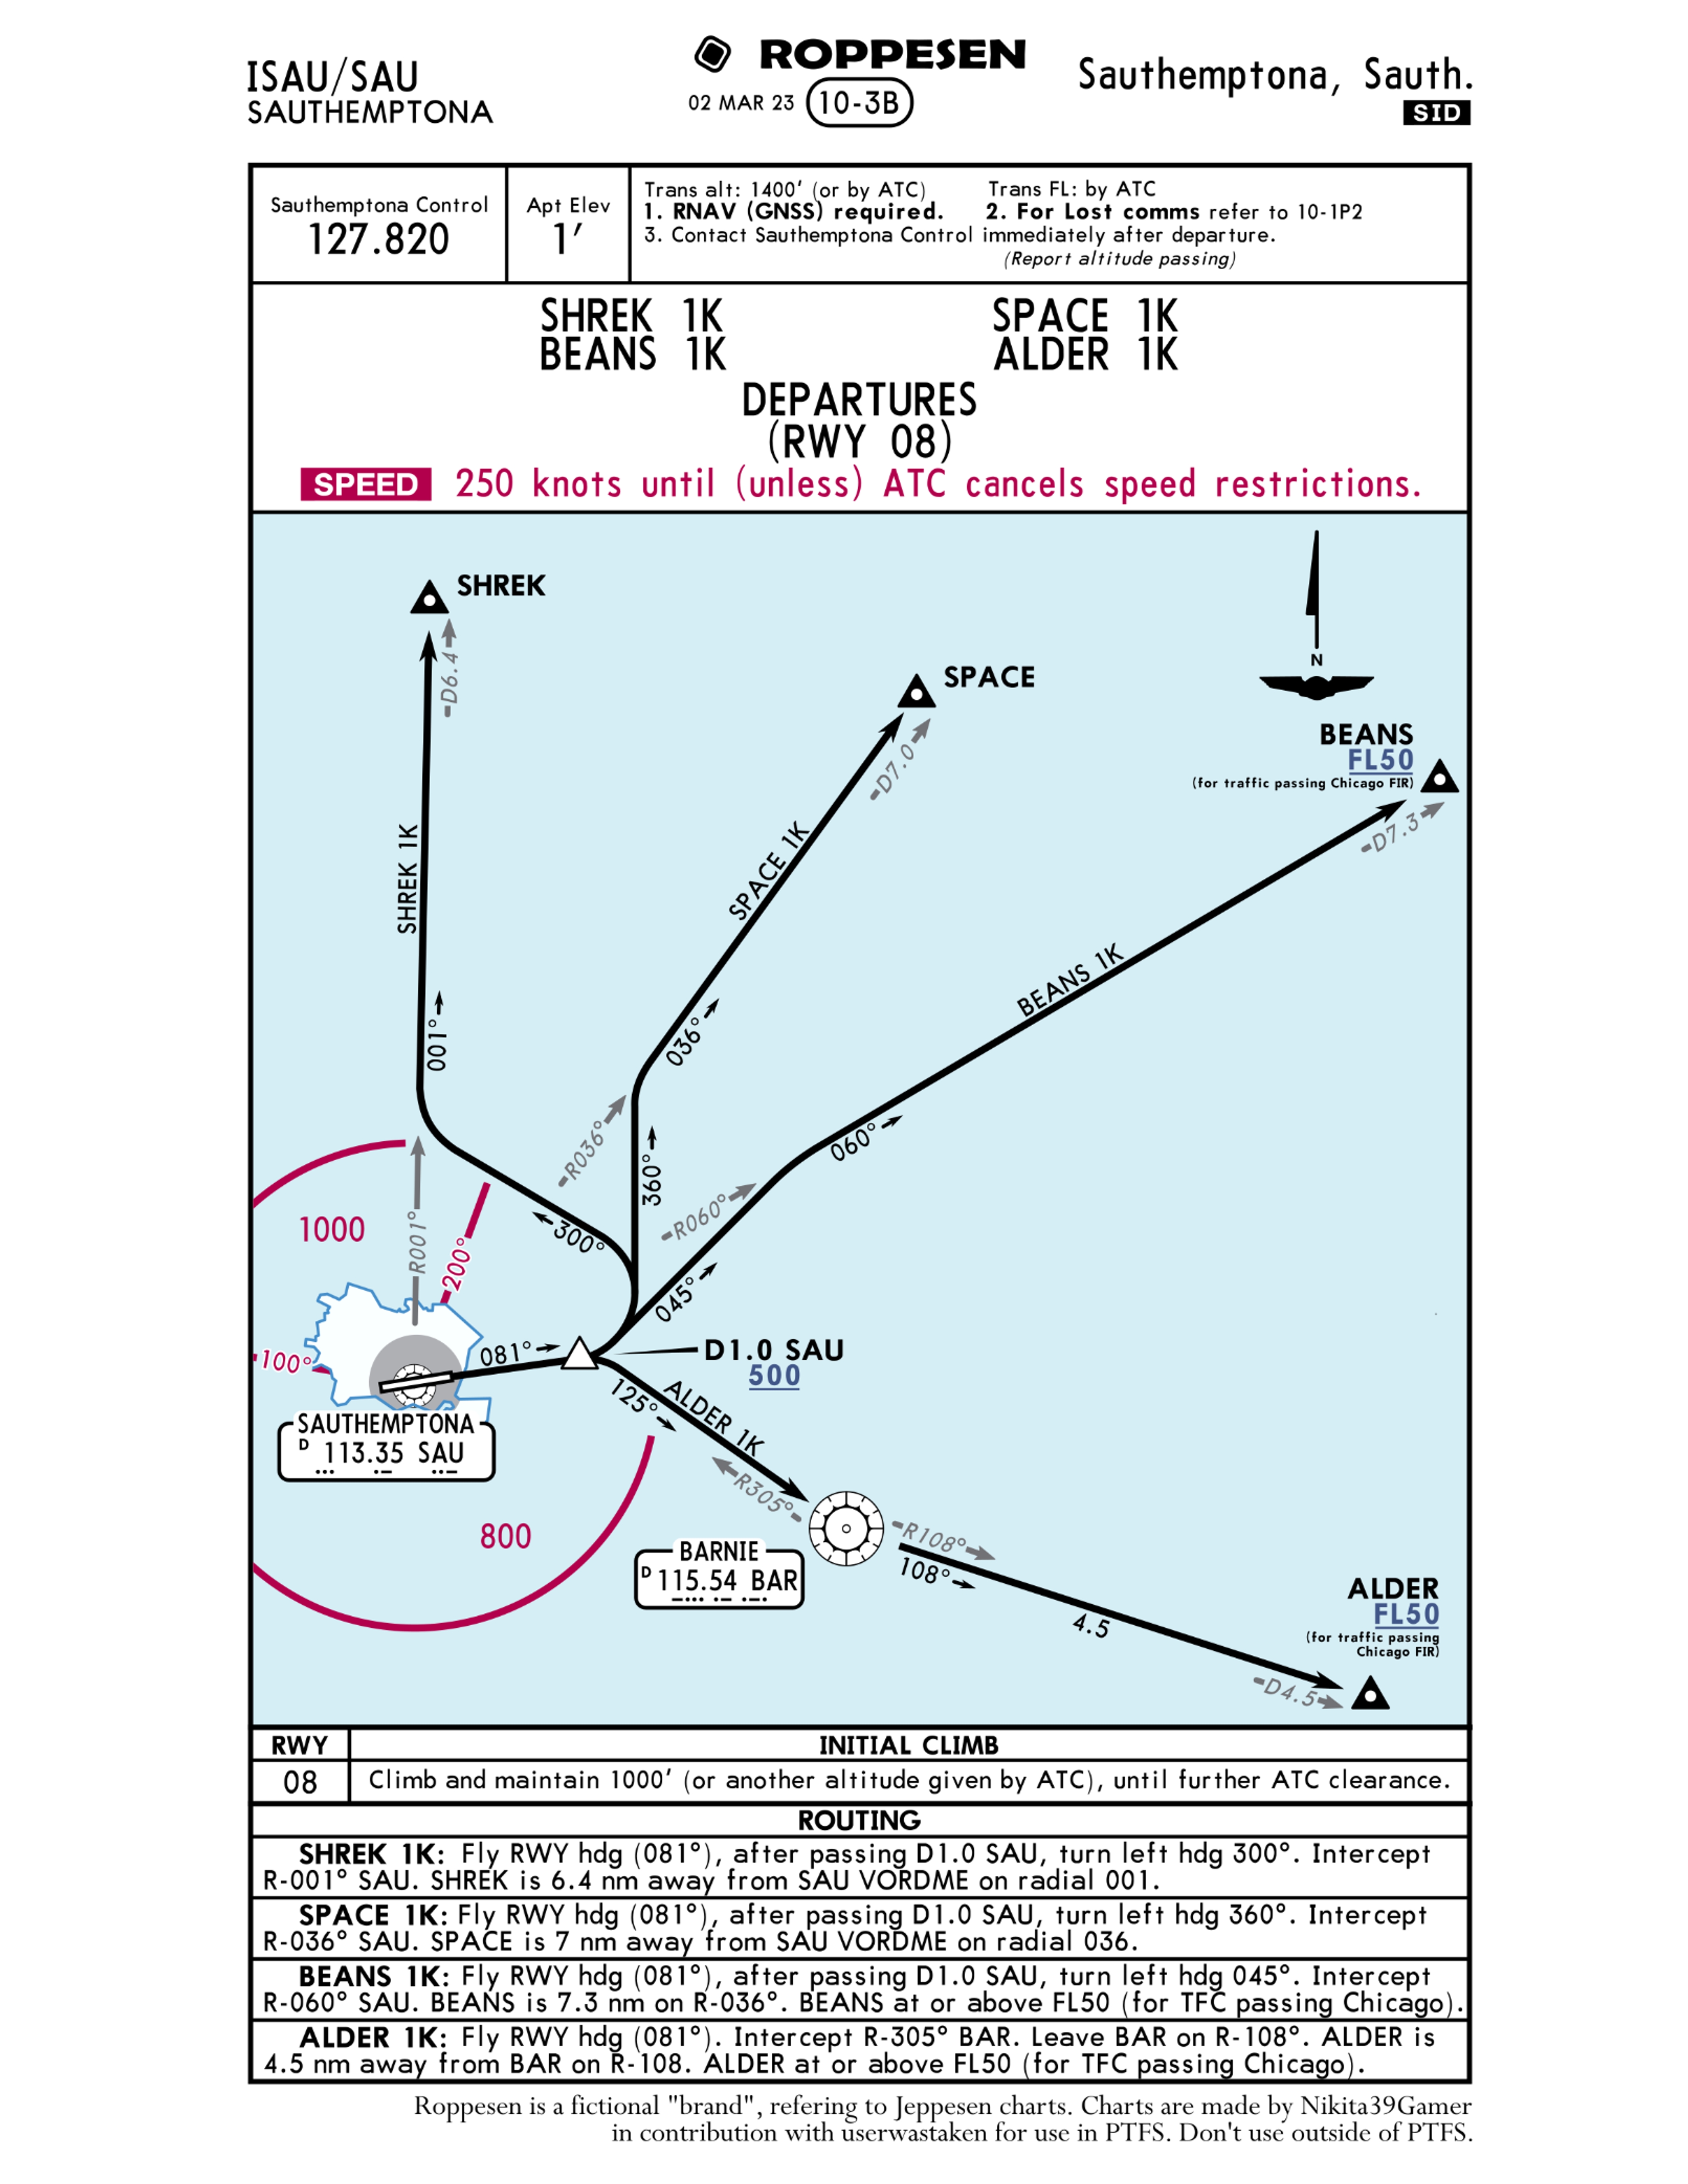 ISAU/SAU
SAUTHEMPTONA
ROPPESEN
02 MAR 23 10-3B
Sauthemptona, Sauth.
SID
Sauthemptona Control
127.820
Apt Elev
1'
Trans alt: 1400' (or by ATC) Trans FL: by ATC
1. RNAV (GNSS) required. 2. For Lost comms refer to 10-1P2
3. Contact Sauthemptona Control immediately after departure.
(Report altitude passing)
SHREK 1K SPACE 1K
BEANS 1K ALDER 1K
DEPARTURES
(RWY 08)
SPEED 250 knots until (unless) ATC cancels speed restrictions.
SHREK
D6.4
SPACE
D7.0
N
BEANS
FL50
(for traffic passing Chicago FIR)
D7.3
SHREK 1K
SPACE 1K
BEANS 1K
001°
036°
R036°
360°
060°
R060°
1000
R001°
200°
300°
045°
100°
081°
D1.0 SAU
500
125°
ALDER 1K
SAUTHEMPTONA
D 113.35 SAU
R305°
800
BARNIE
D 115.54 BAR
R108°
108°
4.5
ALDER
FL50
(for traffic passing
Chicago FIR)
D4.5
RWY INITIAL CLIMB
08 Climb and maintain 1000' (or another altitude given by ATC), until further ATC clearance.
ROUTING
SHREK 1K: Fly RWY hdg (081°), after passing D1.0 SAU, turn left hdg 300°. Intercept
R-001° SAU. SHREK is 6.4 nm away from SAU VORDME on radial 001.
SPACE 1K: Fly RWY hdg (081°), after passing D1.0 SAU, turn left hdg 360°. Intercept
R-036° SAU. SPACE is 7 nm away from SAU VORDME on radial 036.
BEANS 1K: Fly RWY hdg (081°), after passing D1.0 SAU, turn left hdg 045°. Intercept
R-060° SAU. BEANS is 7.3 nm on R-036°. BEANS at or above FL50 (for TFC passing Chicago).
ALDER 1K: Fly RWY hdg (081°). Intercept R-305° BAR. Leave BAR on R-108°. ALDER is
4.5 nm away from BAR on R-108. ALDER at or above FL50 (for TFC passing Chicago).
Roppesen is a fictional "brand", refering to Jeppesen charts. Charts are made by Nikita39Gamer
in contribution with userwastaken for use in PTFS. Don't use outside of PTFS.